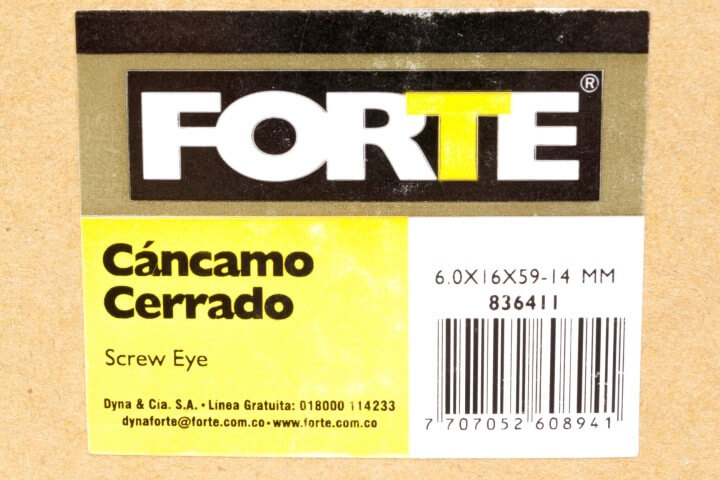 FORTE®
Cáncamo
Cerrado
Screw Eye
Dyna & Cia. S.A. • Linea Gratuita: 018000 114233
dynaforte@forte.com.co • www.forte.com.co
6.0X16X59-14 MM
836411
7 707052 608941